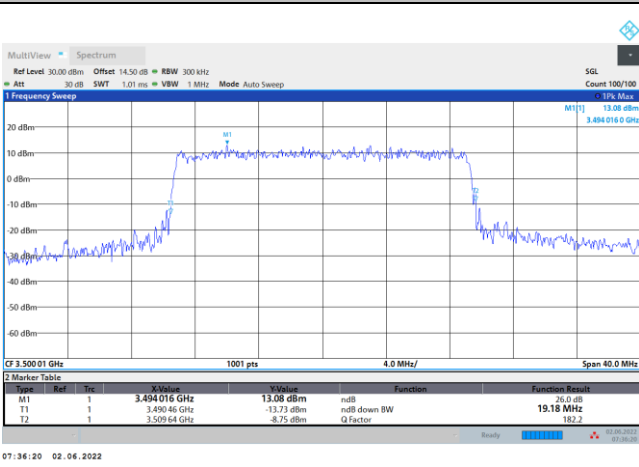 MultiView Spectrum
Ref Level 30.00 dBm Offset 14.50 dB RBW 300 kHz SGL
Att 30 dB SWT 1.01 ms VBW 1 MHz Mode Auto Sweep Count 100/100
1 Frequency Sweep 1Pk Max
M1[1] 13.08 dBm
3.494 016 0 GHz
20 dBm
M1
10 dBm
0 dBm
T1
T2
-10 dBm
-20 dBm
-30 dBm
-40 dBm
-50 dBm
-60 dBm
CF 3.500 01 GHz 1001 pts 4.0 MHz/ Span 40.0 MHz
2 Marker Table
Type Ref Trc X-Value Y-Value Function Function Result
M1 1 3.494 016 GHz 13.08 dBm ndB 26.0 dB
T1 1 3.490 46 GHz -13.73 dBm ndB down BW 19.18 MHz
T2 1 3.509 64 GHz -8.75 dBm Q Factor 182.2
Ready 02.06.2022
07:36:20
07:36:20 02.06.2022